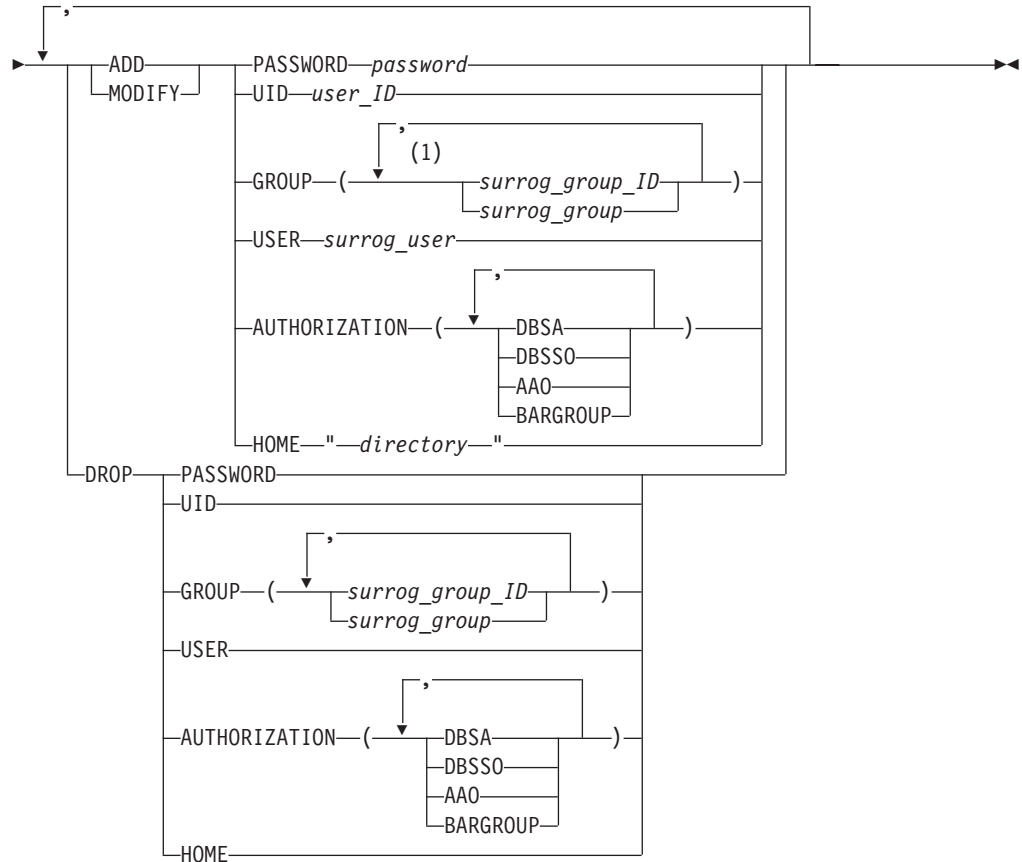 ,
ADD PASSWORD password
MODIFY UID user_ID
,
(1)
GROUP ( surrog_group_ID )
surrog_group
USER surrog_user
,
AUTHORIZATION ( DBSA )
DBSSO
AAO
BARGROUP
HOME " directory "
DROP PASSWORD
UID
,
GROUP ( surrog_group_ID )
surrog_group
USER
,
AUTHORIZATION ( DBSA )
DBSSO
AAO
BARGROUP
HOME